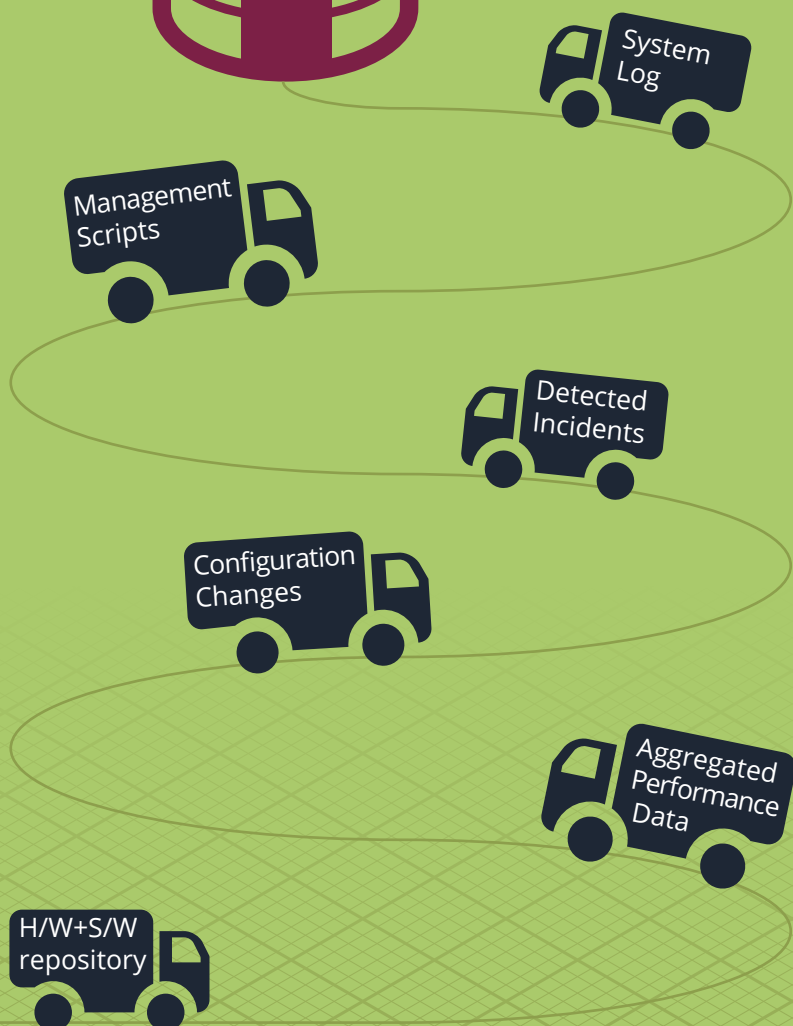 System
Log
Management
Scripts
Detected
Incidents
Configuration
Changes
Aggregated
Performance
Data
H/W+S/W
repository